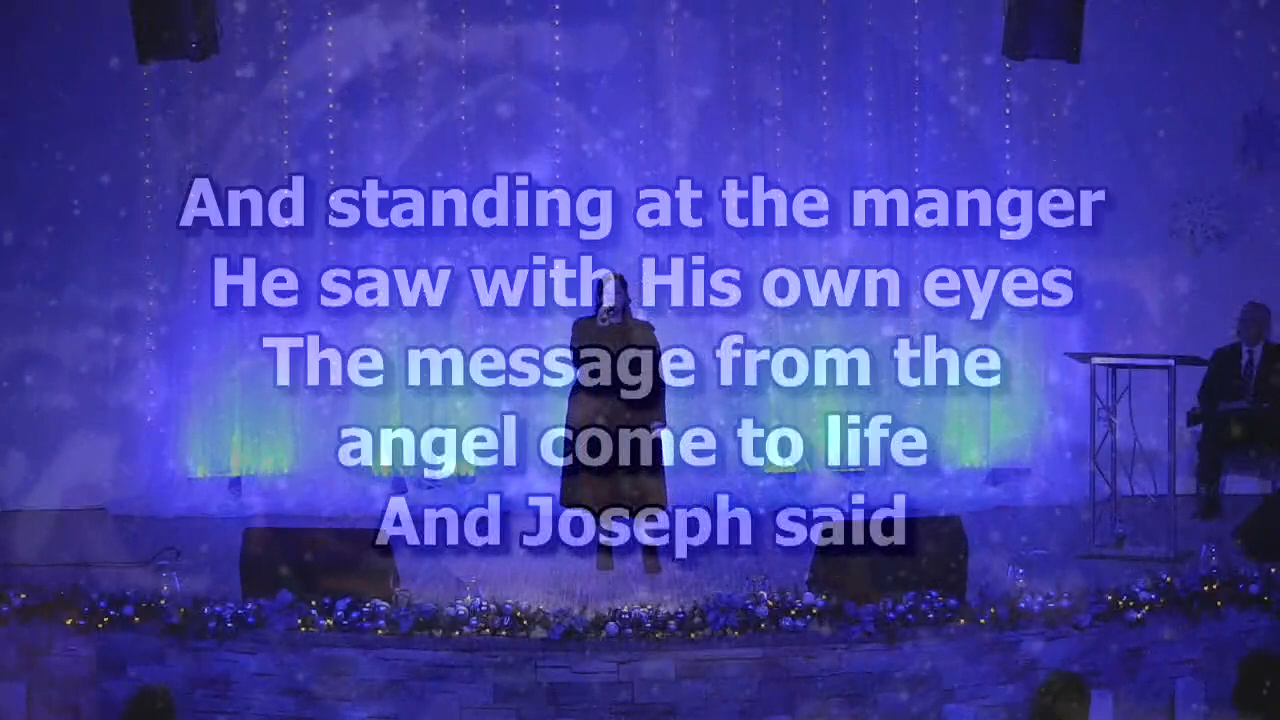 And standing at the manger
He saw with His own eyes
The message from the
angel come to life
And Joseph said